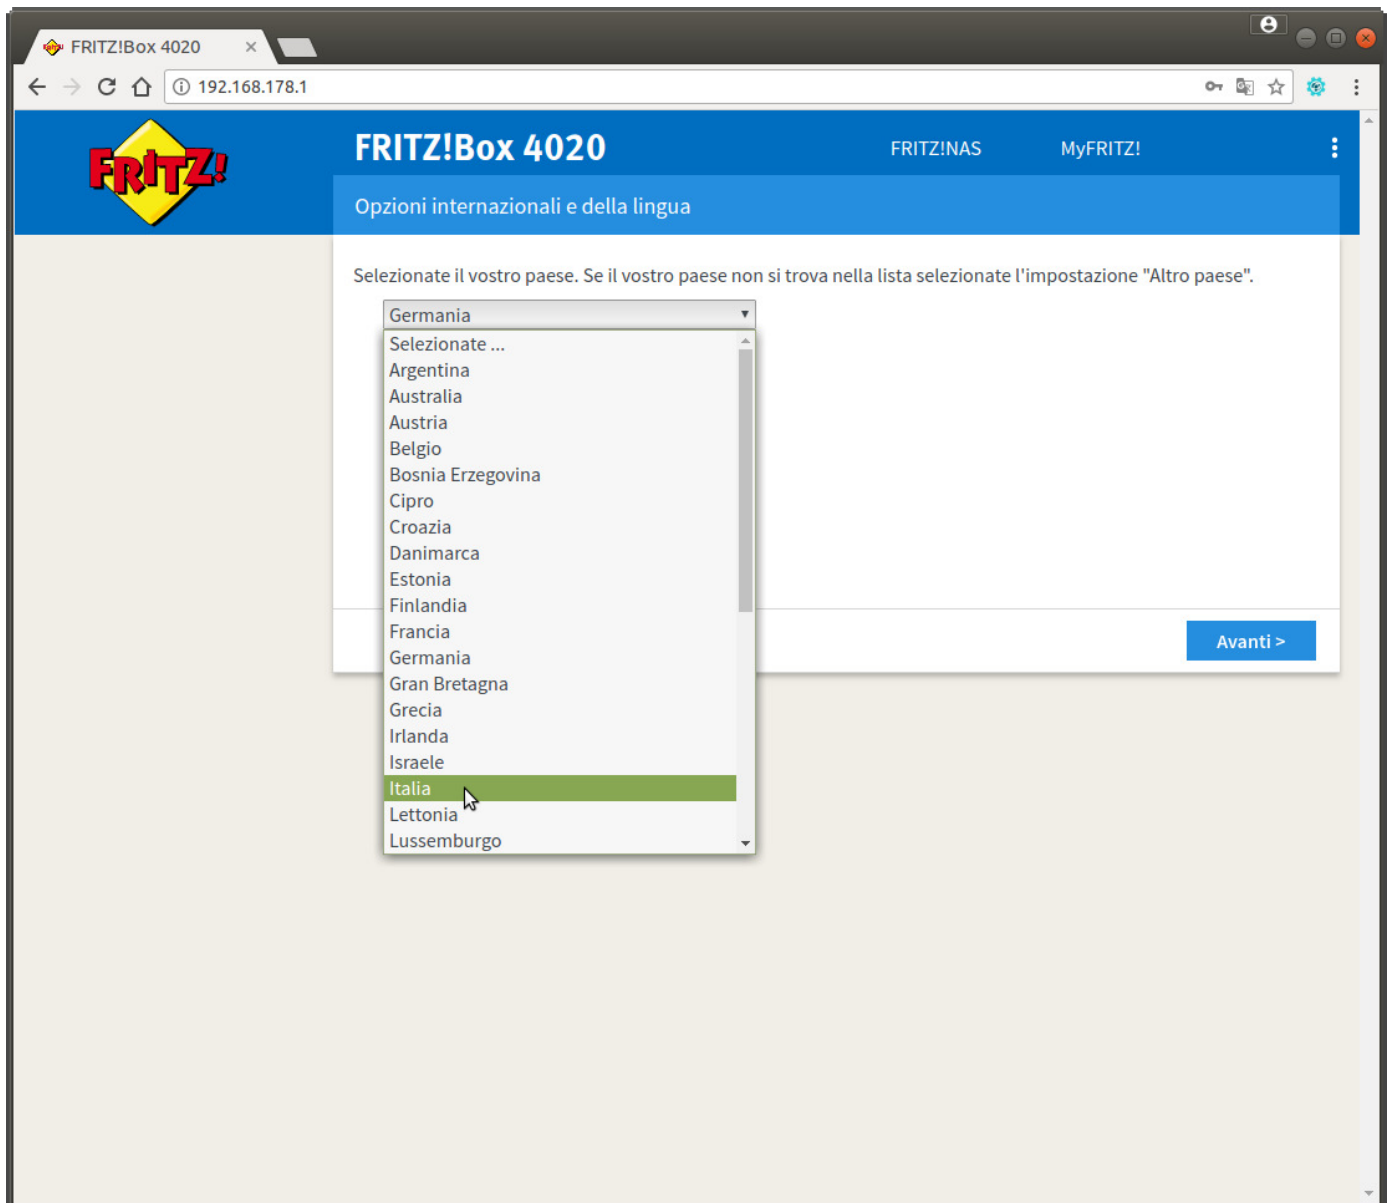 FRITZ!Box 4020
192.168.178.1
FRITZ!
FRITZ!Box 4020
FRITZ!NAS
MyFRITZ!
Opzioni internazionali e della lingua
Selezionate il vostro paese. Se il vostro paese non si trova nella lista selezionate l'impostazione "Altro paese".
Germania
Selezionate ...
Argentina
Australia
Austria
Belgio
Bosnia Erzegovina
Cipro
Croazia
Danimarca
Estonia
Finlandia
Francia
Germania
Gran Bretagna
Grecia
Irlanda
Israele
Italia
Lettonia
Lussemburgo
Avanti >